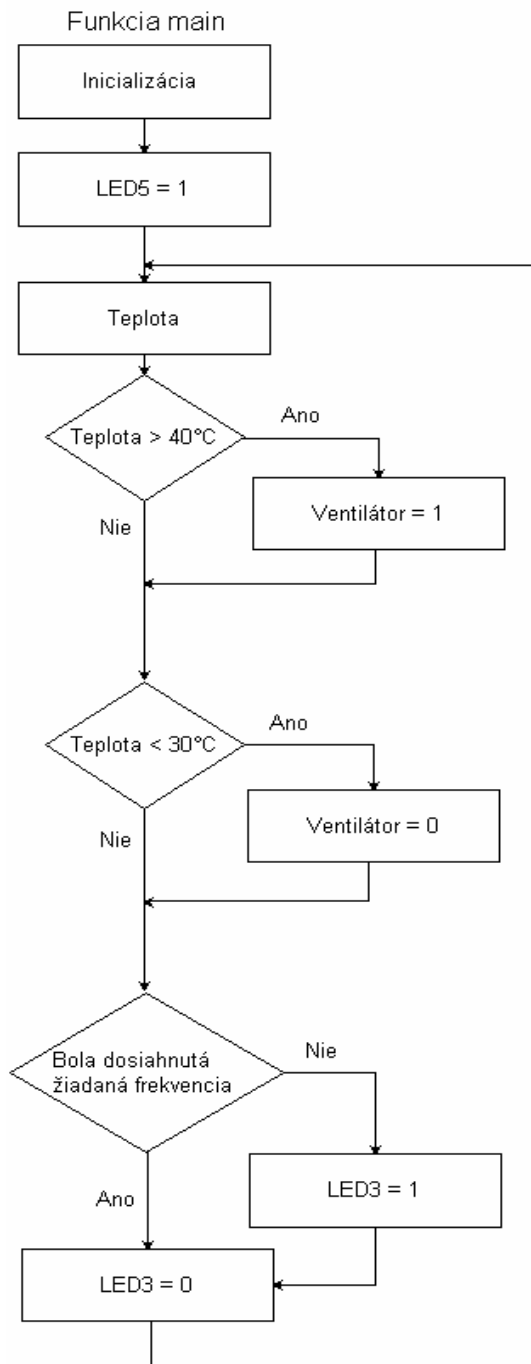 Funkcia main
Inicializácia
LED5 = 1
Teplota
Teplota > 40°C
Ano
Ventilátor = 1
Nie
Teplota < 30°C
Ano
Ventilátor = 0
Nie
Bola dosiahnutá
žiadaná frekvencia
Nie
LED3 = 1
Ano
LED3 = 0